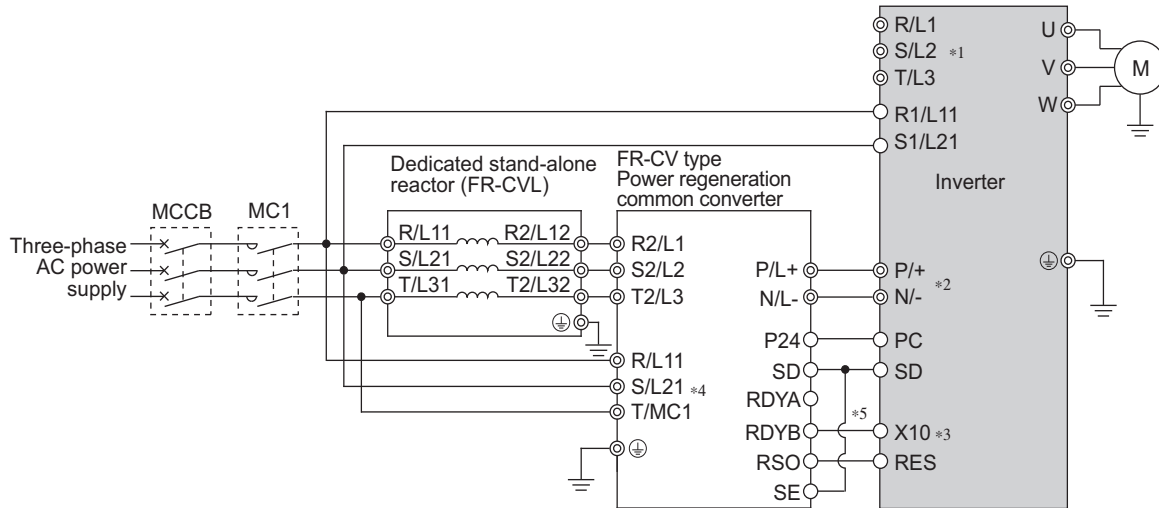 R/L1
S/L2 *1
T/L3
R1/L11
S1/L21
U
V
W
M
Inverter
Dedicated stand-alone
reactor (FR-CVL)
FR-CV type
Power regeneration
common converter
MCCB
MC1
Three-phase
AC power
supply
R/L11 R2/L12
S/L21 S2/L22
T/L31 T2/L32
R2/L1
S2/L2
T2/L3
R/L11
S/L21 *4
T/MC1
P/L+
N/L-
P24
SD
RDYA
RDYB
RSO
SE
*5
P/+
N/- *2
PC
SD
X10 *3
RES